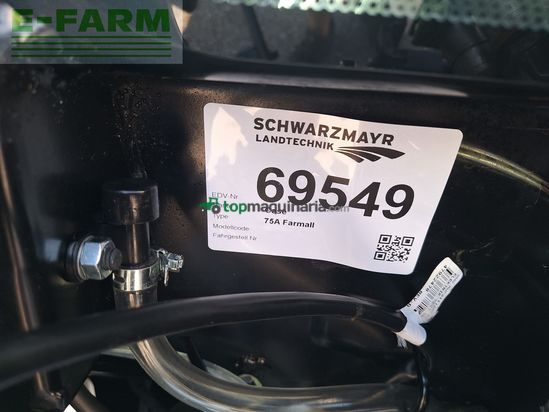 E-FARM
SCHWARZMAYR
LANDTECHNIK
EDV-Nr
69549
topmaquinaria.com
Type
75A Farmall
Modellcode
Fahrgestell Nr